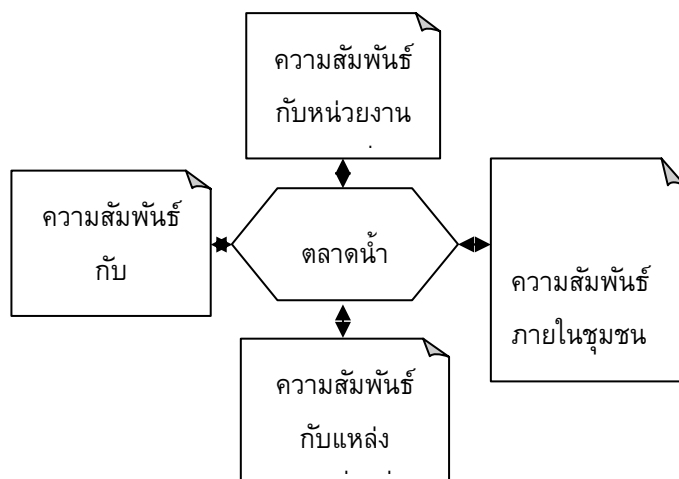 ความสัมพันธ์
กับหน่วยงาน
ความสัมพันธ์
กับ
ตลาดน้ำ
ความสัมพันธ์
ภายในชุมชน
ความสัมพันธ์
กับแหล่ง